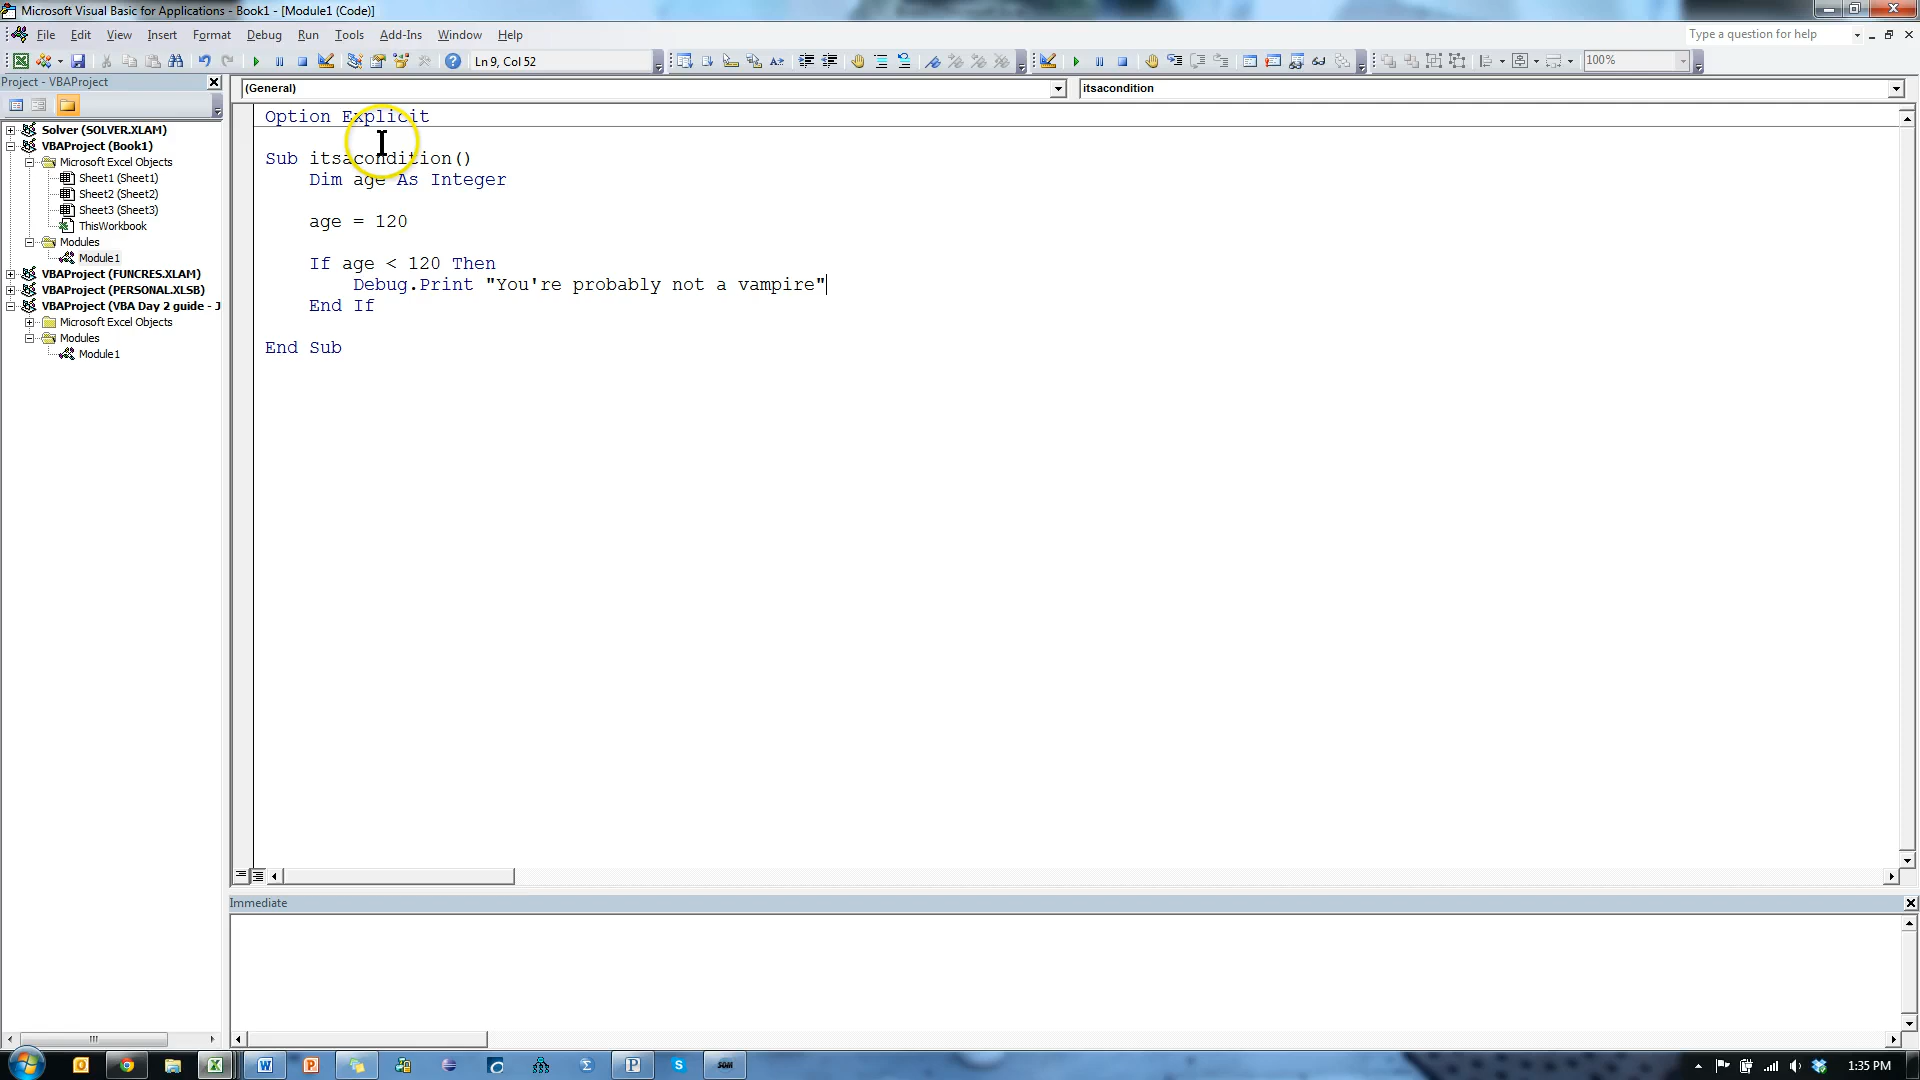 Microsoft Visual Basic for Applications - Book1 - [Module1 (Code)]
File Edit View Insert Format Debug Run Tools Add-Ins Window Help
Type a question for help
Ln 9, Col 52
100%
Project - VBAProject
(General)
itsacondition
Solver (SOLVER.XLAM)
VBAProject (Book1)
Microsoft Excel Objects
Sheet1 (Sheet1)
Sheet2 (Sheet2)
Sheet3 (Sheet3)
ThisWorkbook
Modules
Module1
VBAProject (FUNCRES.XLAM)
VBAProject (PERSONAL.XLSB)
VBAProject (VBA Day 2 guide - J
Microsoft Excel Objects
Modules
Module1
Option Explicit
Sub itsacondition()
Dim age As Integer
age = 120
If age < 120 Then
Debug.Print "You're probably not a vampire"
End If
End Sub
Immediate
SOM
1:35 PM